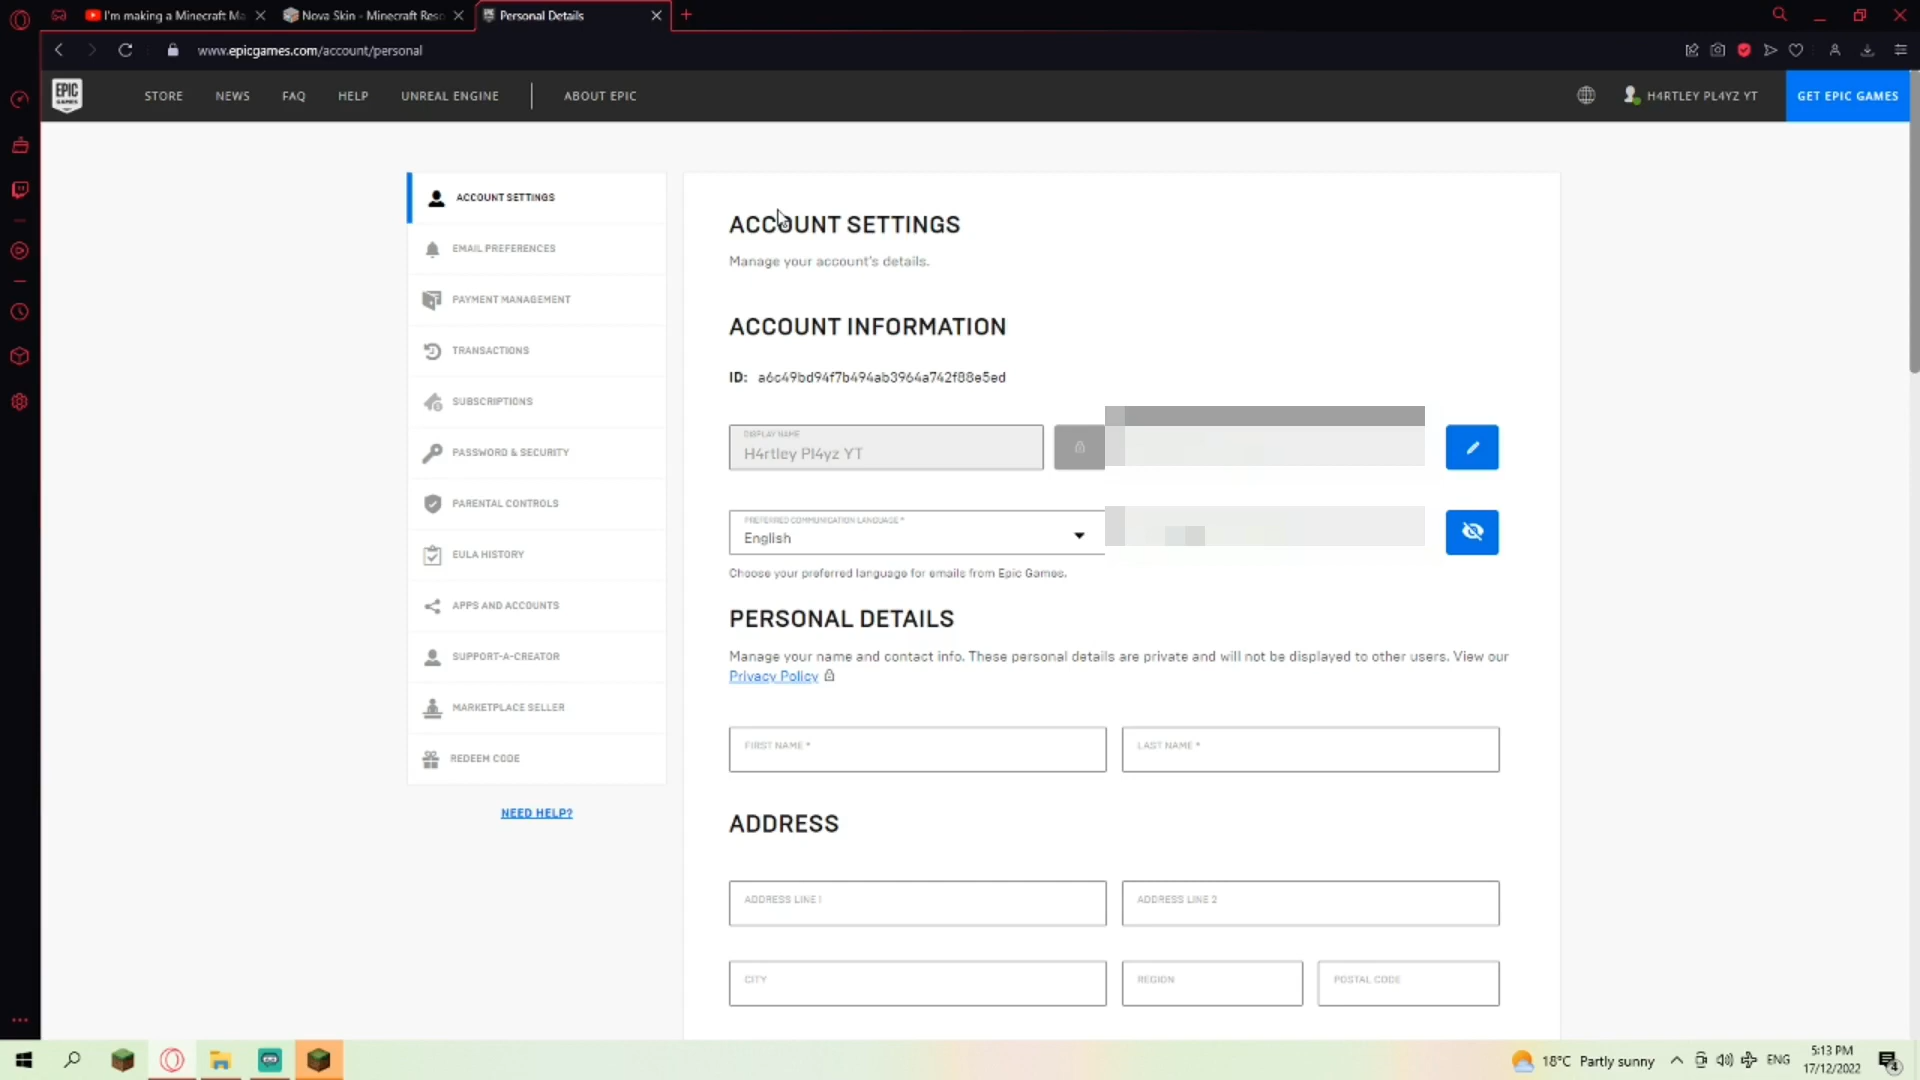 I'm making a Minecraft Ma
Nova Skin - Minecraft Reso
Personal Details
www.epicgames.com/account/personal
EPIC GAMES
STORE
NEWS
FAQ
HELP
UNREAL ENGINE
ABOUT EPIC
H4RTLEY PL4YZ YT
GET EPIC GAMES
ACCOUNT SETTINGS
EMAIL PREFERENCES
PAYMENT MANAGEMENT
TRANSACTIONS
SUBSCRIPTIONS
PASSWORD & SECURITY
PARENTAL CONTROLS
EULA HISTORY
APPS AND ACCOUNTS
SUPPORT-A-CREATOR
MARKETPLACE SELLER
REDEEM CODE
NEED HELP?
ACCOUNT SETTINGS
Manage your account's details.
ACCOUNT INFORMATION
ID: a6c49bd94f7b494ab3964a742f88e5ed
DISPLAY NAME
H4rtley Pl4yz YT
PREFERRED COMMUNICATION LANGUAGE *
English
Choose your preferred language for emails from Epic Games.
PERSONAL DETAILS
Manage your name and contact info. These personal details are private and will not be displayed to other users. View our
Privacy Policy
FIRST NAME *
LAST NAME *
ADDRESS
ADDRESS LINE 1
ADDRESS LINE 2
CITY
REGION
POSTAL CODE
18°C Partly sunny
ENG
5:13 PM
17/12/2022
4